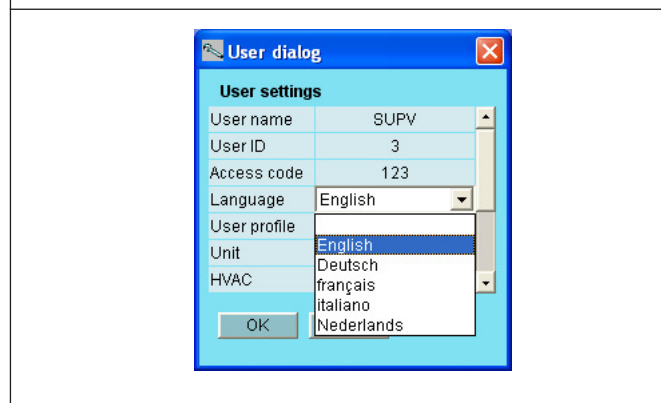 User dialog
User settings
User name SUPV
User ID 3
Access code 123
Language English
User profile
Unit English
Deutsch
HVAC français
italiano
OK Nederlands